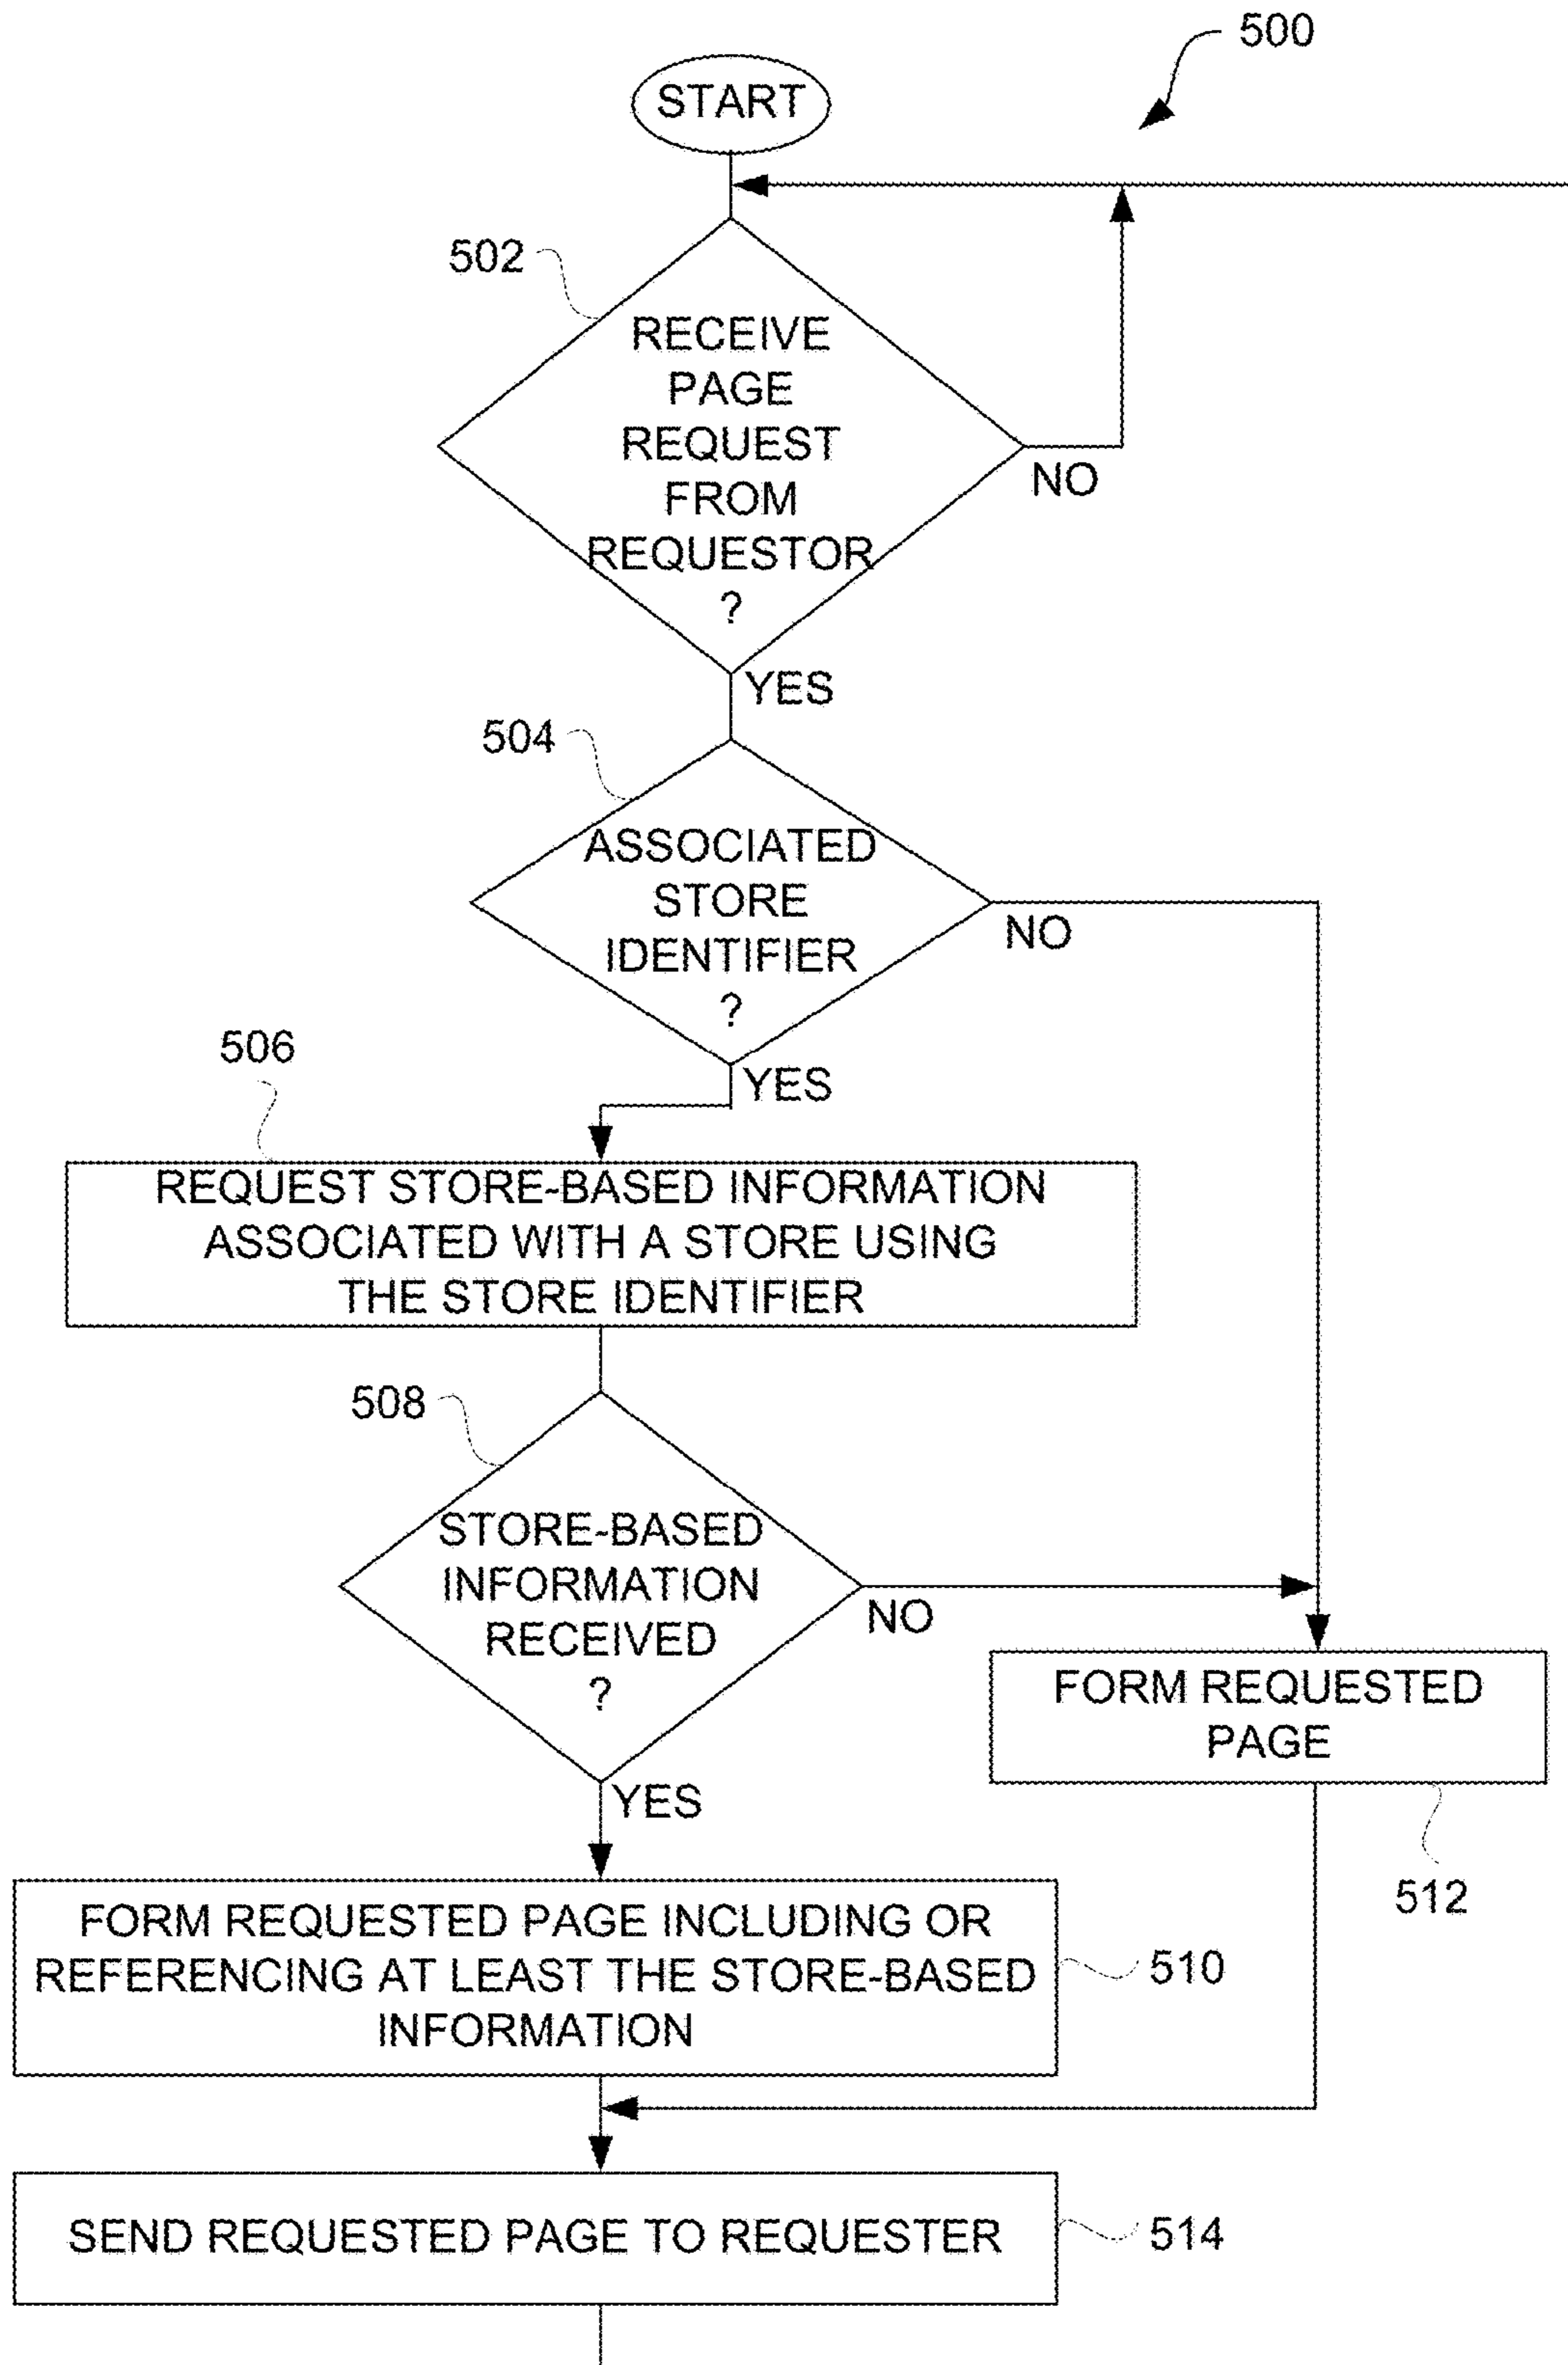 500
START
502
RECEIVE
PAGE
REQUEST
FROM
REQUESTOR
?
NO
YES
504
ASSOCIATED
STORE
IDENTIFIER
?
NO
YES
506
REQUEST STORE-BASED INFORMATION
ASSOCIATED WITH A STORE USING
THE STORE IDENTIFIER
508
STORE-BASED
INFORMATION
RECEIVED
?
NO
YES
FORM REQUESTED
PAGE
512
FORM REQUESTED PAGE INCLUDING OR
REFERENCING AT LEAST THE STORE-BASED
INFORMATION
510
SEND REQUESTED PAGE TO REQUESTER
514